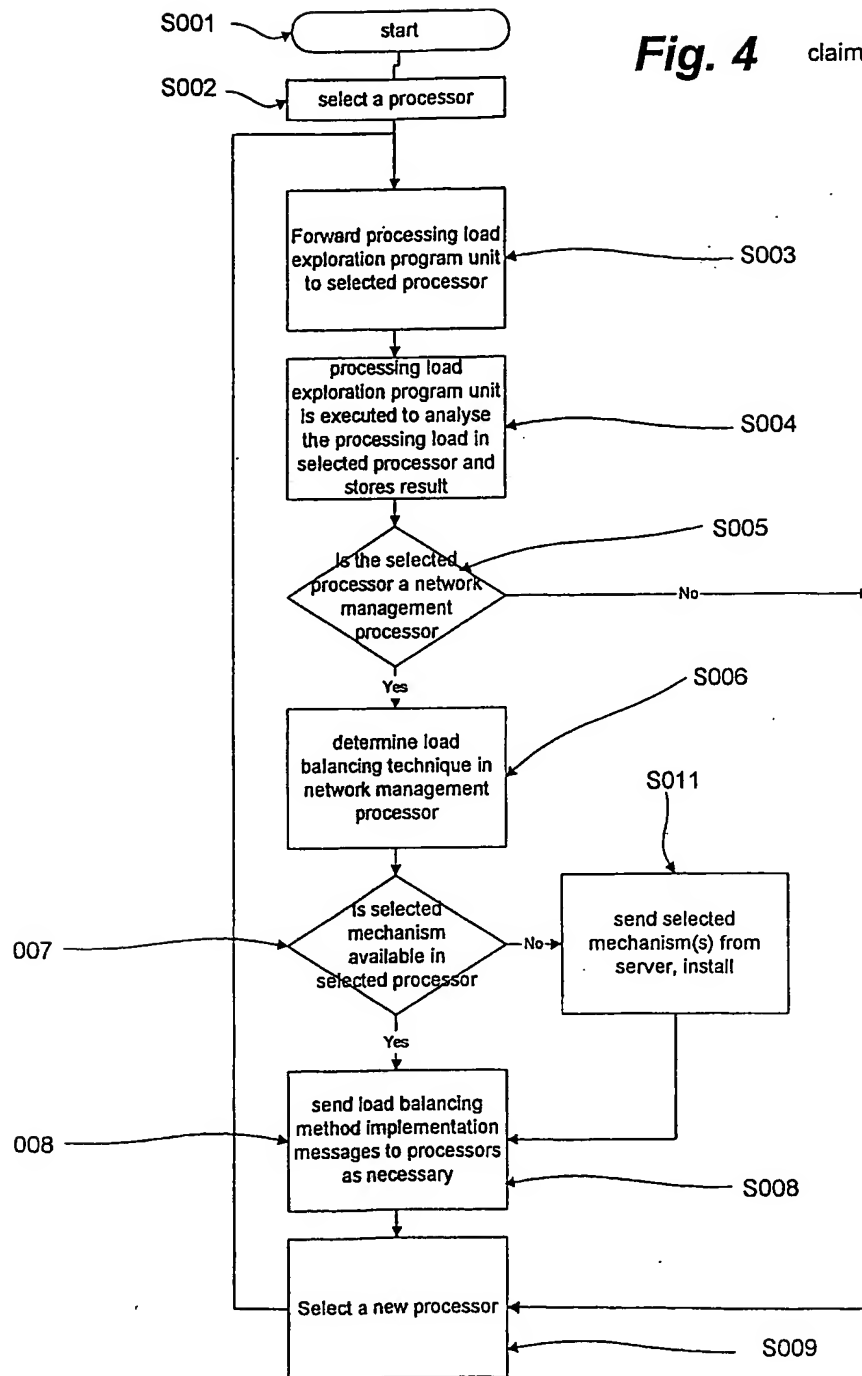 S001
start
Fig. 4
claim
S002
select a processor
Forward processing load
exploration program unit
to selected processor
S003
processing load
exploration program unit
is executed to analyse
the processing load in
selected processor and
stores result
S004
S005
Is the selected
processor a network
management
processor
No
Yes
S006
determine load
balancing technique in
network management
processor
S011
007
Is selected
mechanism
available in
selected processor
No
send selected
mechanism(s) from
server, install
Yes
008
send load balancing
method implementation
messages to processors
as necessary
S008
Select a new processor
S009